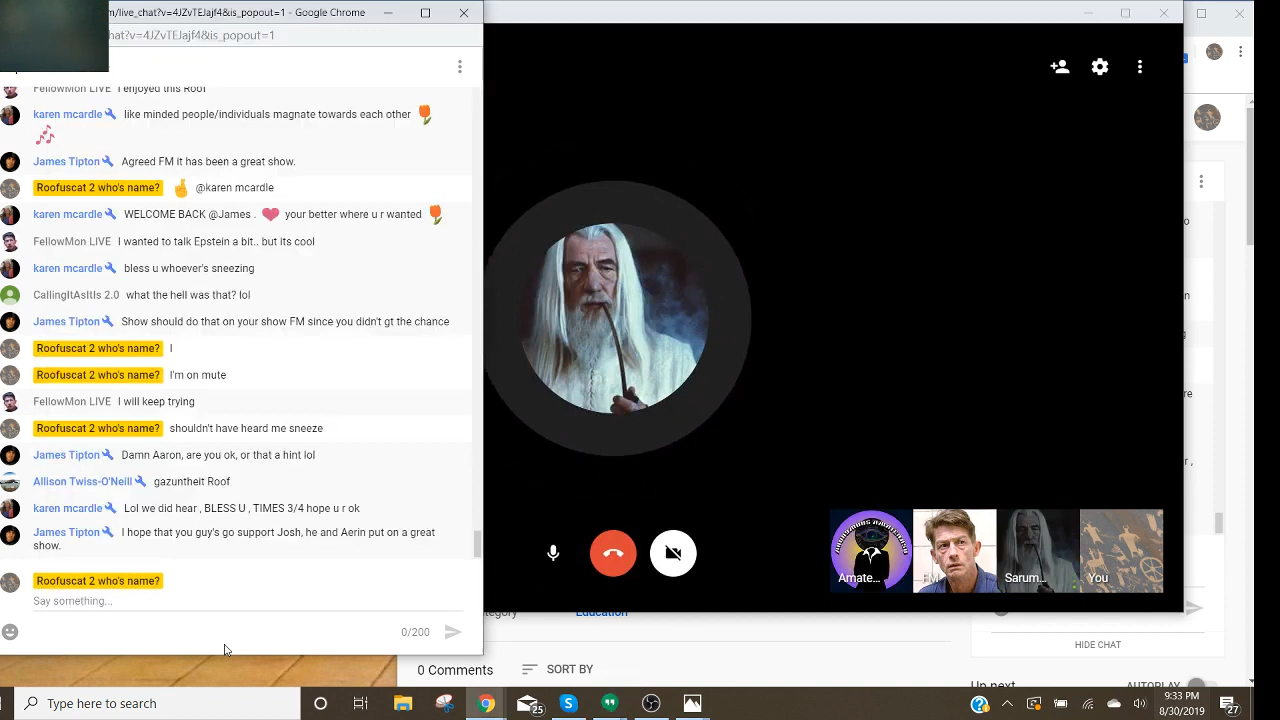 m/live_chat?v=4JZvTEJajf4&is_popout=1 - Google Chrome
hat?v=4JZvTEJajf4&is_popout=1
FellowMon LIVE I enjoyed this Roof
karen mcardle like minded people/individuals magnate towards each other 🌷
🎶
James Tipton Agreed FM it has been a great show.
Roofuscat 2 who's name? 🤞 @karen mcardle
karen mcardle WELCOME BACK @James . ❤ your better where u r wanted 🌷
FellowMon LIVE I wanted to talk Epstein a bit.. but its cool
karen mcardle bless u whoever's sneezing
CallingItAsItIs 2.0 what the hell was that? lol
James Tipton Show should do that on your show FM since you didn't gt the chance
Roofuscat 2 who's name? I
Roofuscat 2 who's name? I'm on mute
FellowMon LIVE I will keep trying
Roofuscat 2 who's name? shouldn't have heard me sneeze
James Tipton Damn Aaron, are you ok, or that a hint lol
Allison Twiss-O'Neill gazuntheit Roof
karen mcardle Lol we did hear , BLESS U , TIMES 3/4 hope u r ok
James Tipton I hope that you guy's go support Josh, he and Aerin put on a great
show.
Roofuscat 2 who's name?
Say something...
0/200
Amate...
FM
Sarum...
You
tegory Education
0 Comments SORT BY
HIDE CHAT
Up next AUTOPLAY
Type here to search
25
9:33 PM
8/30/2019
27